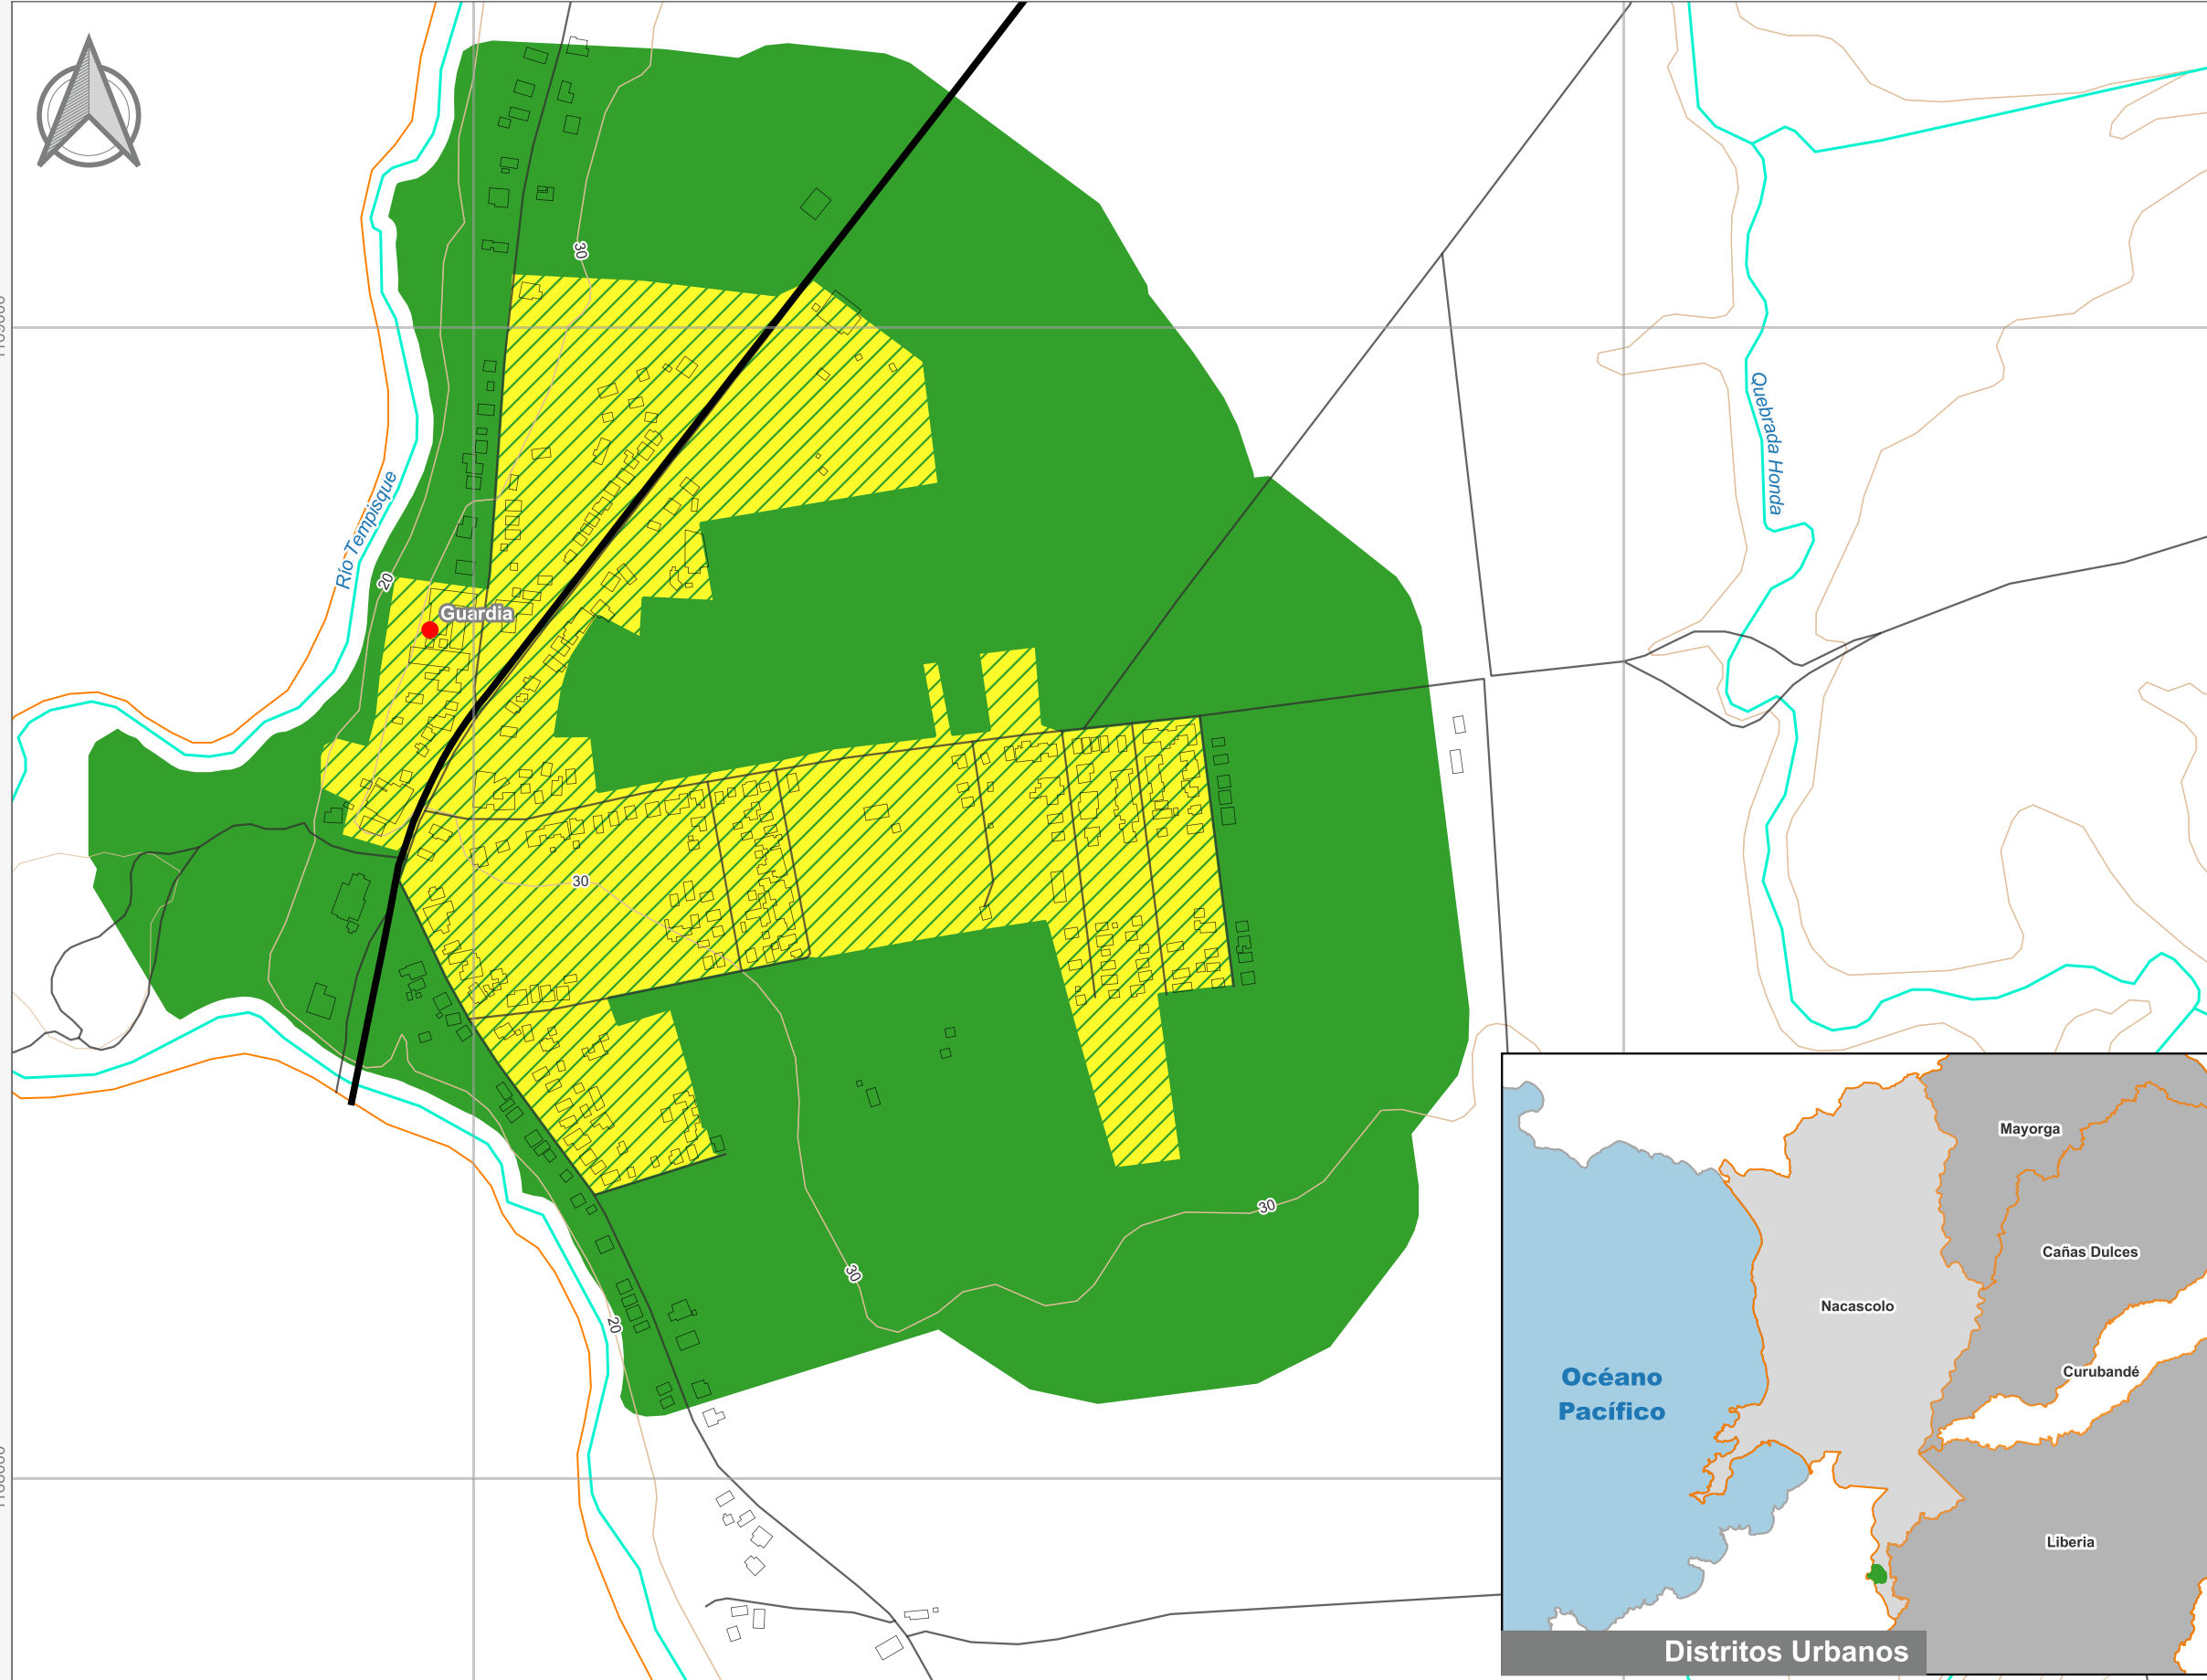 30
Quebrada Honda
Río Tempisque
20
Guardia
30
30
30
20
Mayorga
Cañas Dulces
Nacascolo
Curubandé
Océano
Pacífico
Liberia
Distritos Urbanos